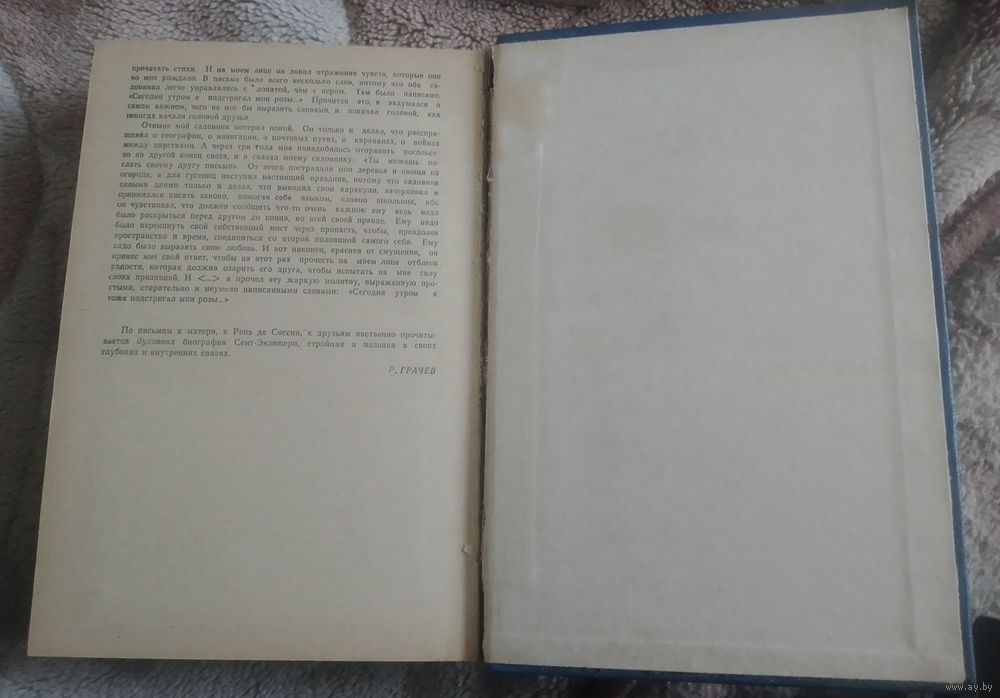 прочитать стихи. И на моем лице он ловил отражение чувств, которые оно
во мне рождало. В письме было всего несколько слов, потому что оба са-
довника легче управлялись с лопатой, чем с пером. Там было написано:
«Сегодня утром я подстригал мои розы...» Прочитав это, я задумался о
самом важном, чего не мог бы выразить словами, и покачал головой, как
некогда качали головой друзья.
Отныне мой садовник потерял покой. Он только и делал, что расспра-
шивал о географии, о навигации, о почтовых путях, о караванах, о войнах
между царствами. А через три года мне понадобилось отправить посольст-
во на другой конец света, и я сказал моему садовнику: «Ты можешь по-
слать своему другу письмо». От этого пострадали мои деревья и овощи на
огороде, а для гусениц наступил настоящий праздник, потому что садовник
целыми днями только и делал, что выводил свои каракули, зачеркивал и
принимался писать заново, помогая себе языком, словно школьник, ибо
он чувствовал, что должен сообщить что-то очень важное: ему ведь надо
было раскрыться перед другом до конца, во всей своей правде. Ему надо
было перекинуть свой собственный мост через пропасть, чтобы, преодолев
пространство и время, соединиться со второй половиной самого себя. Ему
надо было выразить свою любовь. И вот наконец, краснея от смущения, он
принес мне свой ответ, чтобы на этот раз прочесть на моем лице отблеск
радости, которая должна озарить его друга, чтобы испытать на мне силу
своих признаний. И <...> я прочел эту жаркую молитву, выраженную про-
стыми, старательно и неумело написанными словами: «Сегодня утром я
тоже подстригал мои розы...»
По письмам к матери, к Ренэ де Соссин, к друзьям явственно прочиты-
вается духовная биография Сент-Экзюпери, стройная и цельная в своих
глубоких и внутренних связях.
Р. ГРАЧЕВ
www.ay.by